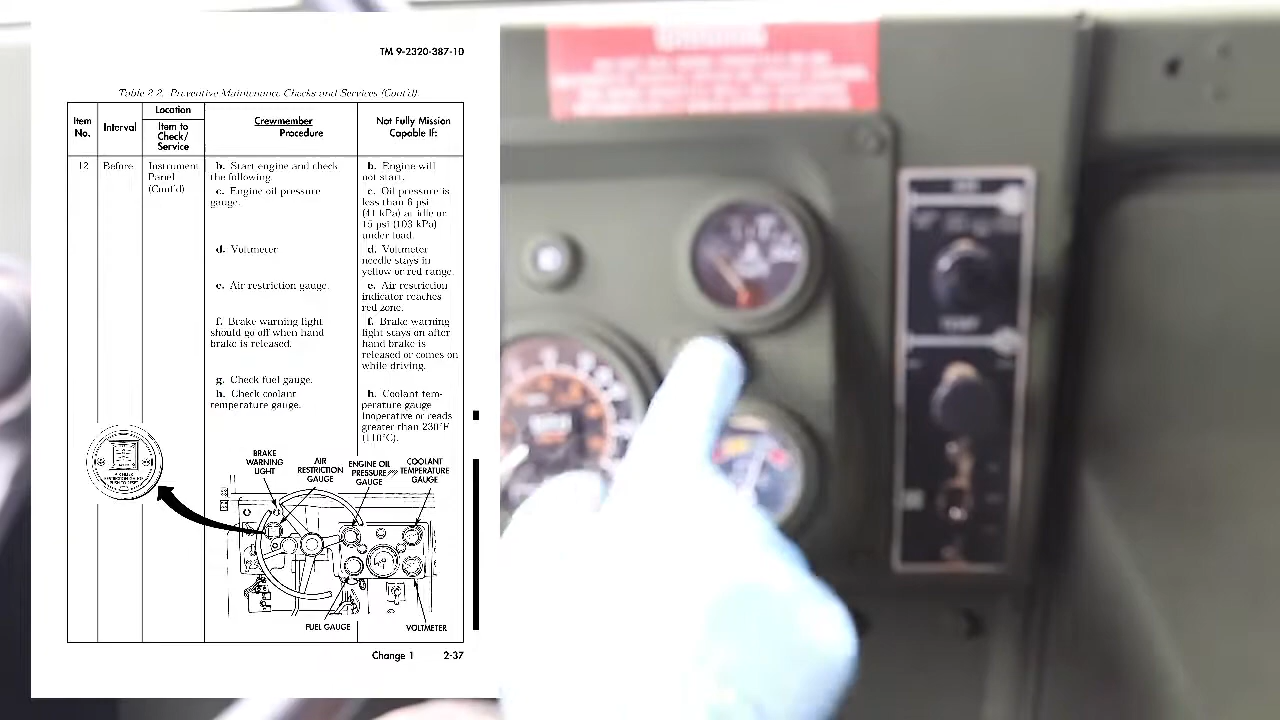 TM 9-2320-387-10
Table 2-2. Preventive Maintenance Checks and Services (Cont'd)
Item No.
Interval
Location
Item to Check/ Service
Crewmember
Procedure
Not Fully Mission Capable If:
12
Before
Instrument Panel (Cont'd)
b. Start engine and check
the following.
b. Engine will
not start.
c. Engine oil pressure
gauge.
c. Oil pressure is
less than 6 psi
(41 kPa) at idle or
15 psi (103 kPa)
under load.
d. Voltmeter
d. Voltmeter
needle stays in
yellow or red range.
e. Air restriction gauge.
e. Air restriction
indicator reaches
red zone.
f. Brake warning light
should go off when hand
brake is released.
f. Brake warning
light stays on after
hand brake is
released or comes on
while driving.
g. Check fuel gauge.
h. Check coolant
temperature gauge.
h. Coolant tem-
perature gauge
inoperative or reads
greater than 230°F
(110°C).
BRAKE
WARNING
LIGHT
AIR
RESTRICTION
GAUGE
ENGINE OIL
PRESSURE
GAUGE
COOLANT
TEMPERATURE
GAUGE
FUEL GAUGE
VOLTMETER
Change 1 2-37